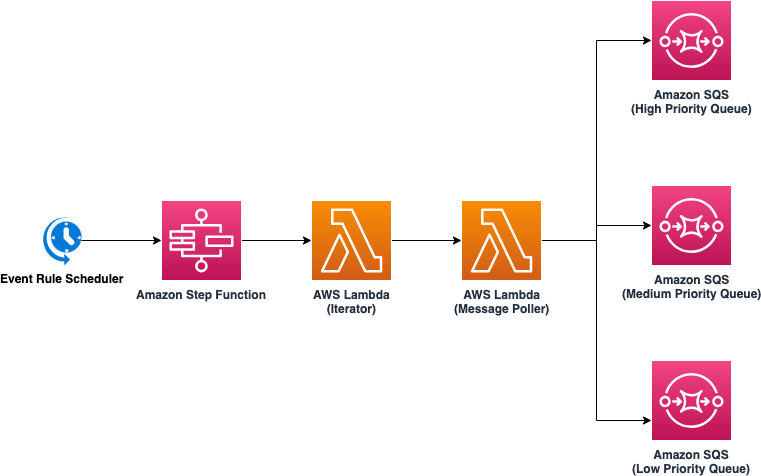 Amazon SQS
(High Priority Queue)
Event Rule Scheduler
Amazon Step Function
AWS Lambda
(Iterator)
AWS Lambda
(Message Poller)
Amazon SQS
(Medium Priority Queue)
Amazon SQS
(Low Priority Queue)